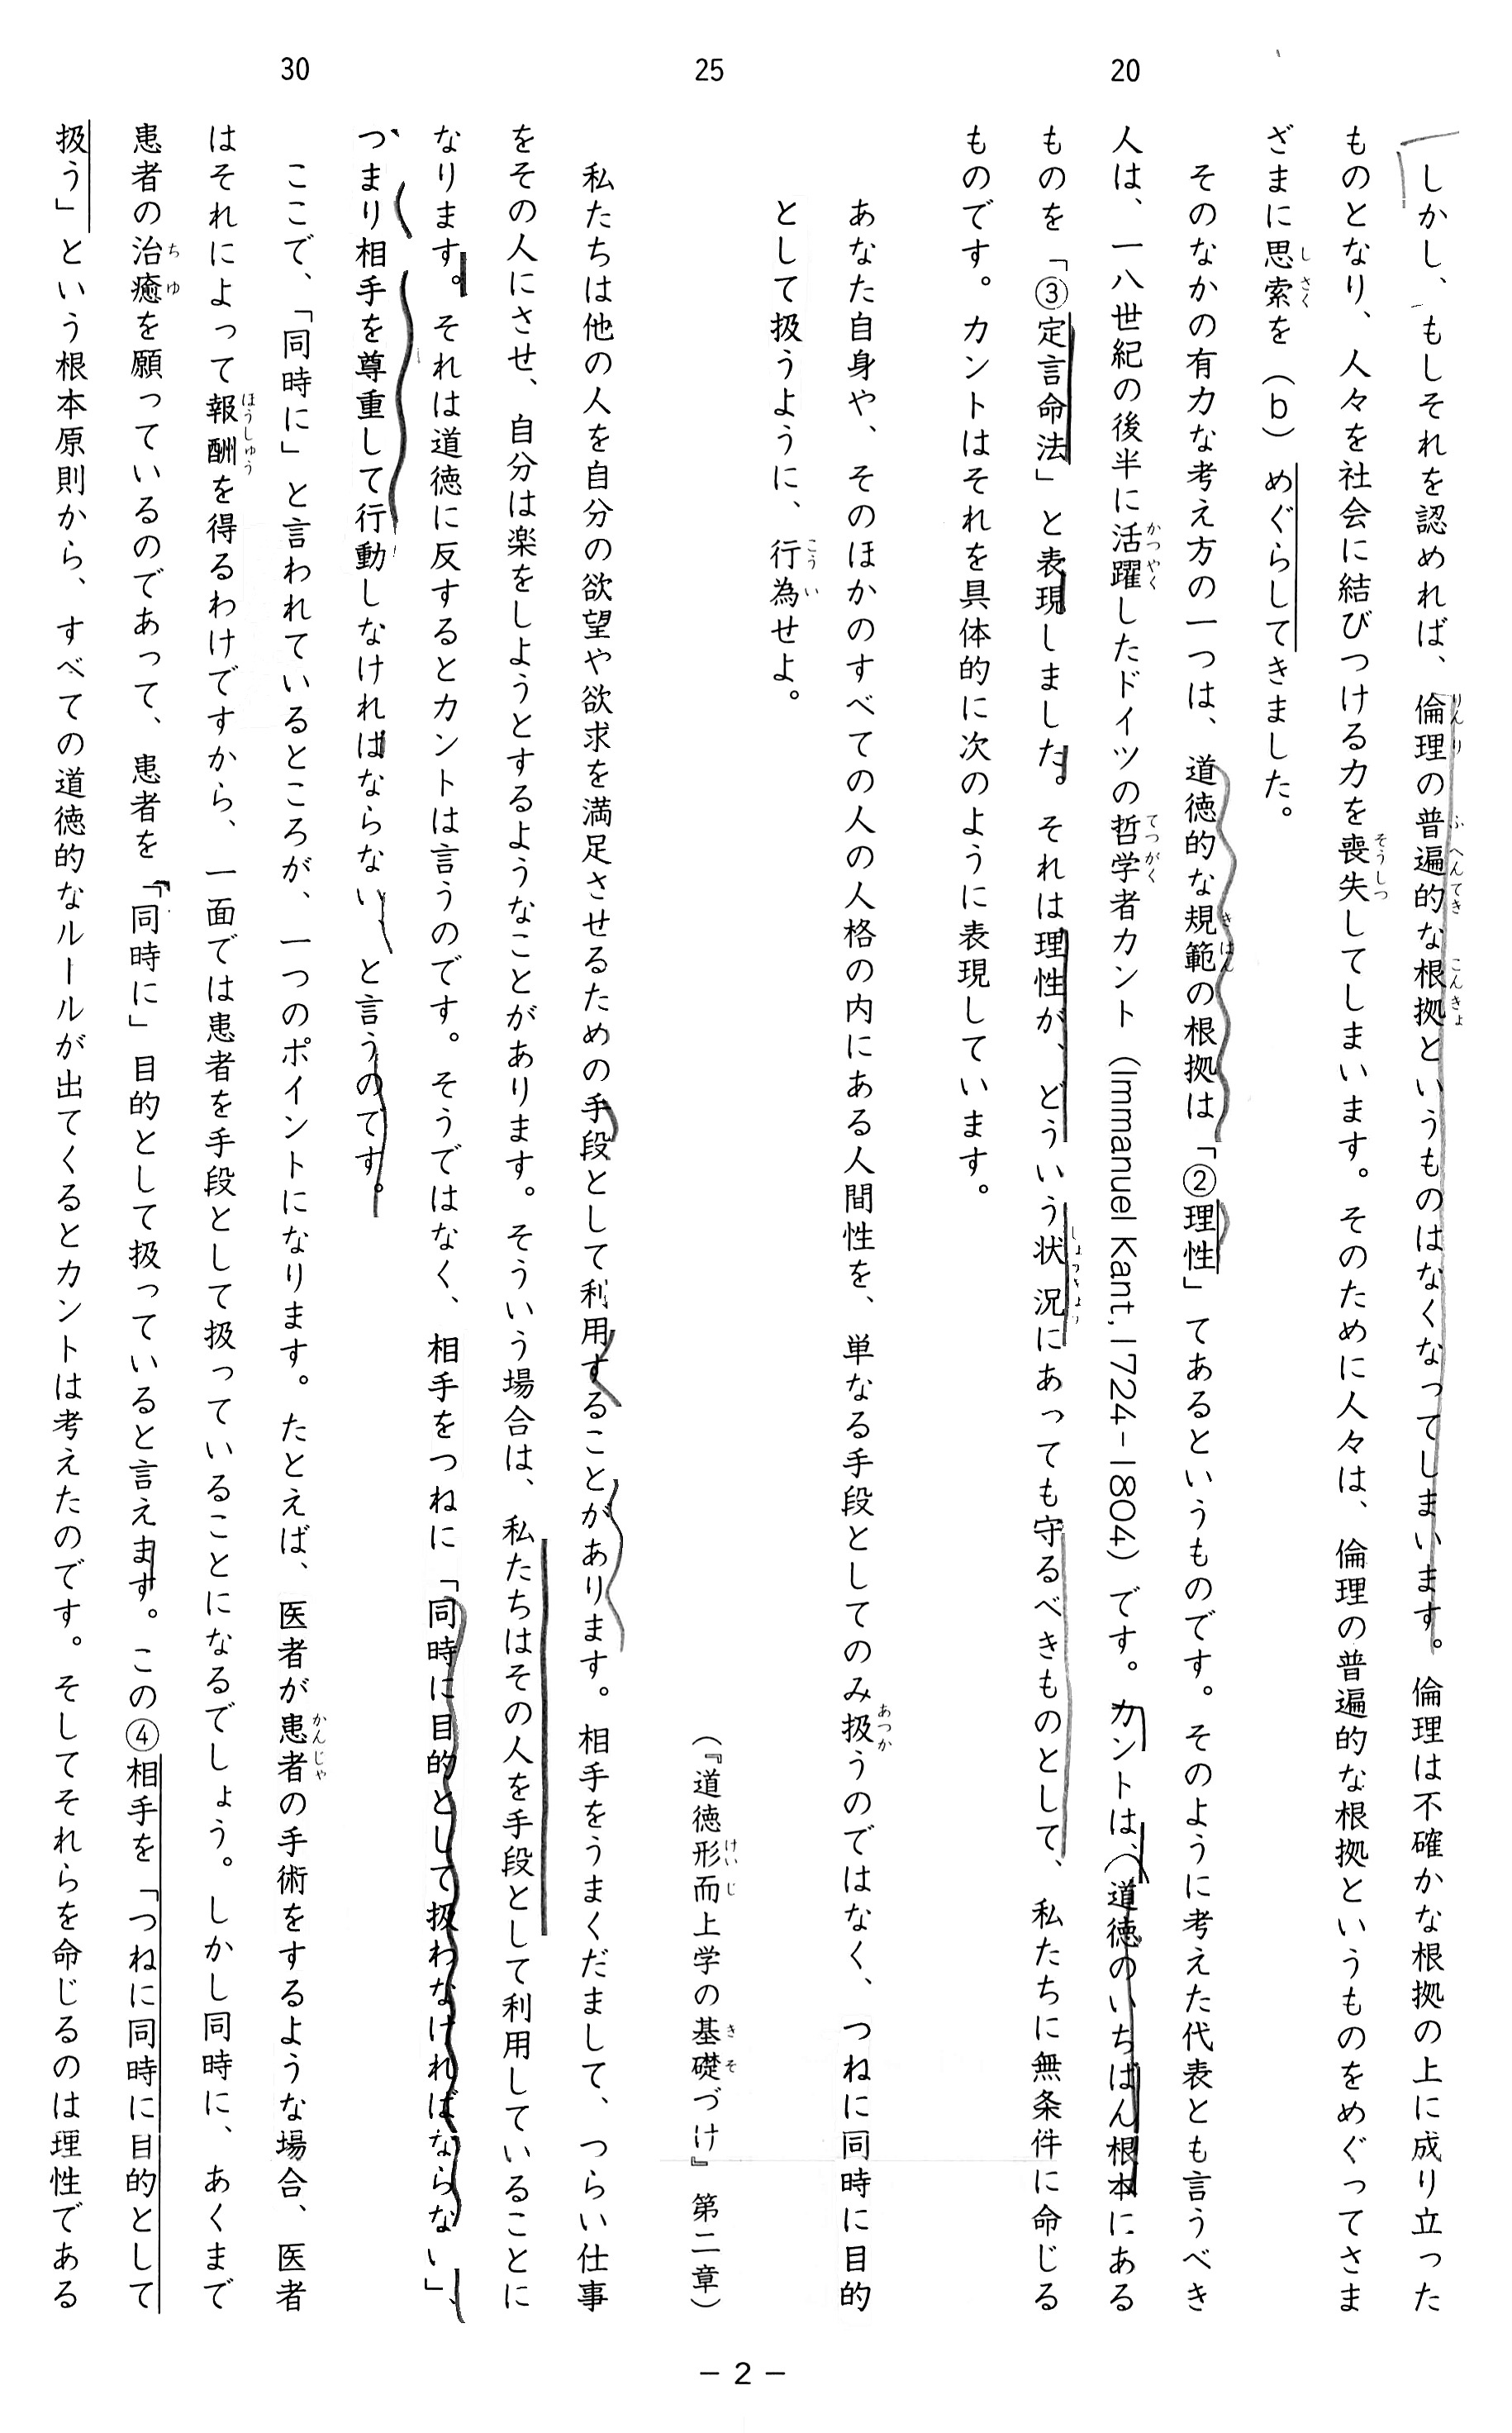 しかし、もしそれを認めれば、倫理の普遍的な根拠というものはなくなってしまいます。倫理は不確かな根拠の上に成り立った
ものとなり、人々を社会に結びつける力を喪失してしまいます。そのために人々は、倫理の普遍的な根拠というものをめぐってさま
ざまに思索を（b）めぐらしてきました。
そのなかの有力な考え方の一つは、道徳的な規範の根拠は「②理性」てあるというものです。そのように考えた代表とも言うべき
20
人は、一八世紀の後半に活躍したドイツの哲学者カント（Immanuel Kant, 1724－1804）です。カントは、道徳のいちばん根本にある
ものを「③定言命法」と表現しました。それは理性が、どういう状況にあっても守るべきものとして、私たちに無条件に命じる
ものです。カントはそれを具体的に次のように表現しています。
あなた自身や、そのほかのすべての人の人格の内にある人間性を、単なる手段としてのみ扱うのではなく、つねに同時に目的
として扱うように、行為せよ。
25
（『道徳形而上学の基礎づけ』第二章）
私たちは他の人を自分の欲望や欲求を満足させるための手段として利用することがあります。相手をうまくだまして、つらい仕事
をその人にさせ、自分は楽をしようとするようなことがあります。そういう場合は、私たちはその人を手段として利用していることに
なります。それは道徳に反するとカントは言うのです。そうではなく、相手をつねに「同時に目的として扱わなければならない」、
つまり相手を尊重して行動しなければならない、と言うのです。
30
ここで、「同時に」と言われているところが、一つのポイントになります。たとえば、医者が患者の手術をするような場合、医者
はそれによって報酬を得るわけですから、一面では患者を手段として扱っていることになるでしょう。しかし同時に、あくまで
患者の治癒を願っているのであって、患者を「同時に」目的として扱っていると言えます。この④相手を「つねに同時に目的として
扱う」という根本原則から、すべての道徳的なルールが出てくるとカントは考えたのです。そしてそれらを命じるのは理性である
－2－